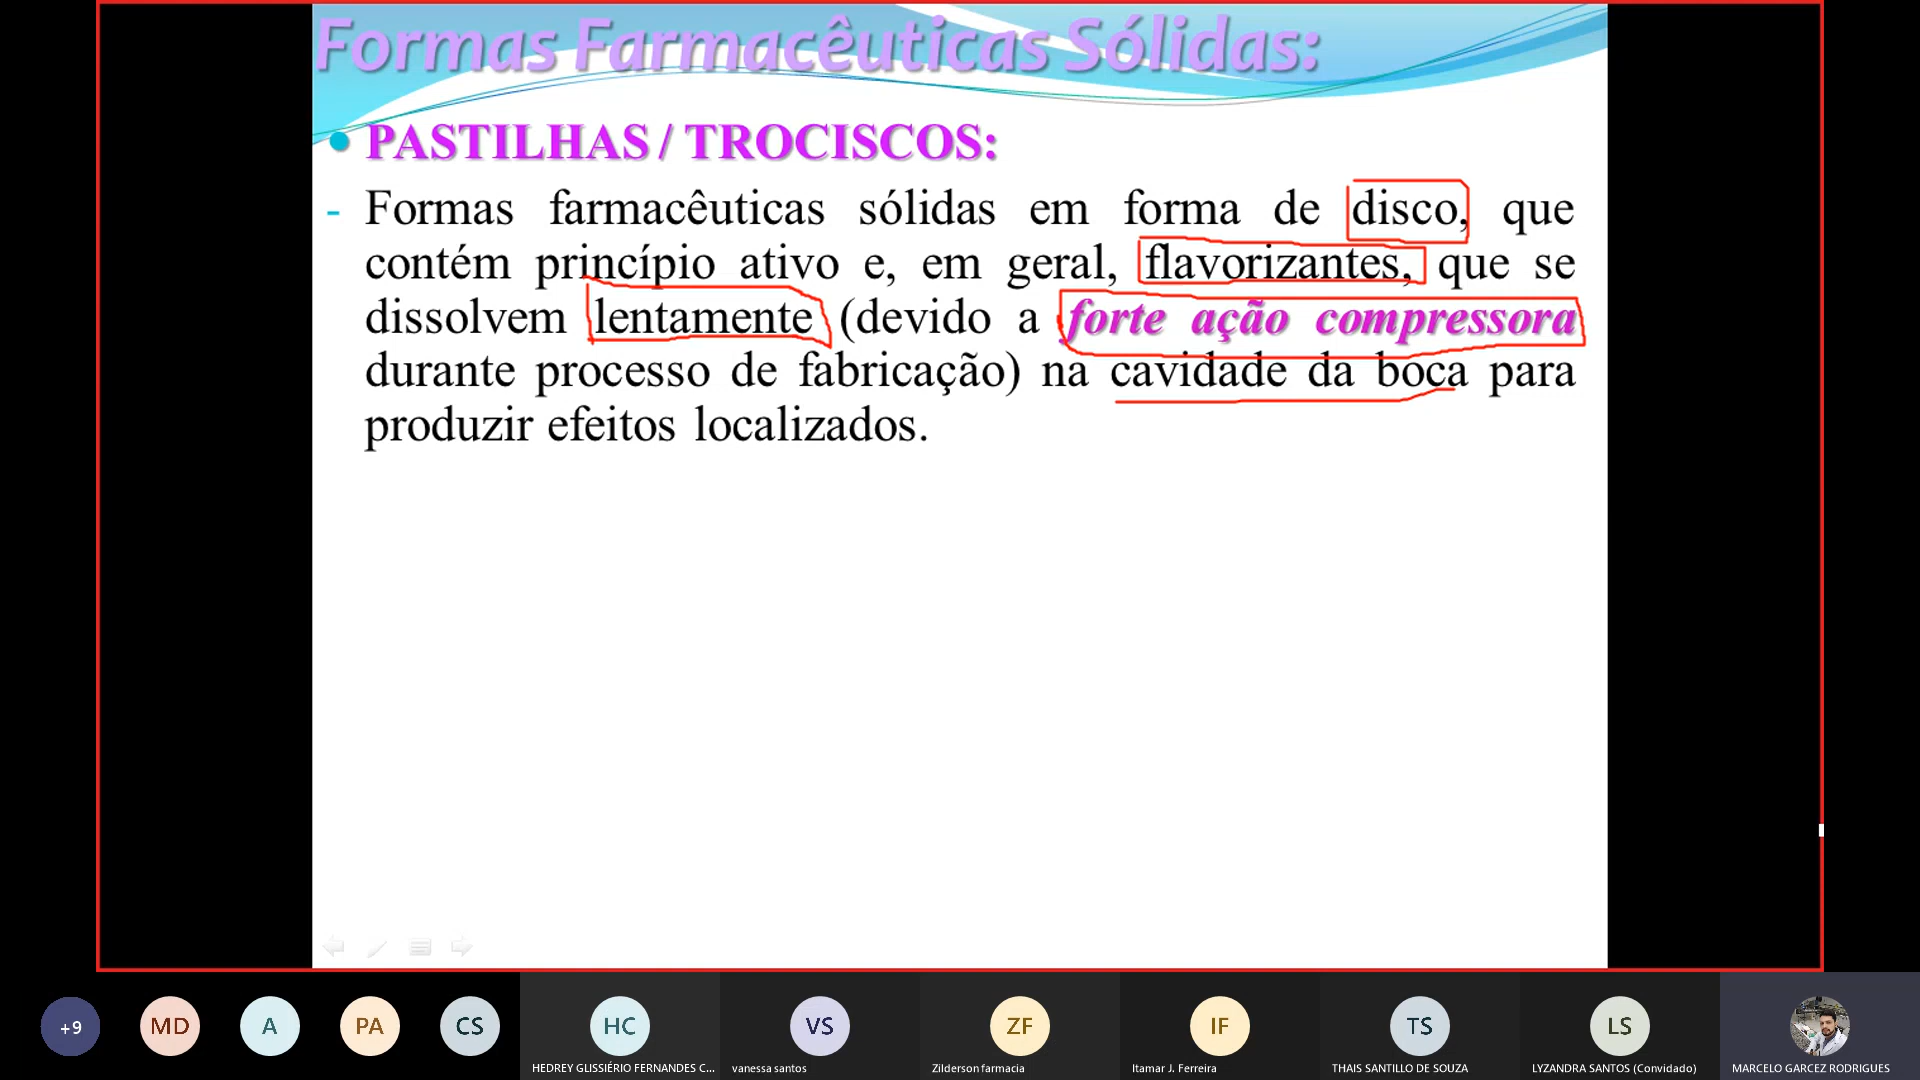 Formas Farmacêuticas Sólidas:
• PASTILHAS / TROCISCOS:
- Formas farmacêuticas sólidas em forma de disco, que
contém princípio ativo e, em geral, flavorizantes, que se
dissolvem lentamente (devido a forte ação compressora
durante processo de fabricação) na cavidade da boca para
produzir efeitos localizados.
+9 MD A PA CS HC VS ZF IF TS LS
HEDREY GLISSIÉRIO FERNANDES C... vanessa santos Zilderson farmacia Itamar J. Ferreira THAIS SANTILLO DE SOUZA LYZANDRA SANTOS (Convidado) MARCELO GARCEZ RODRIGUES